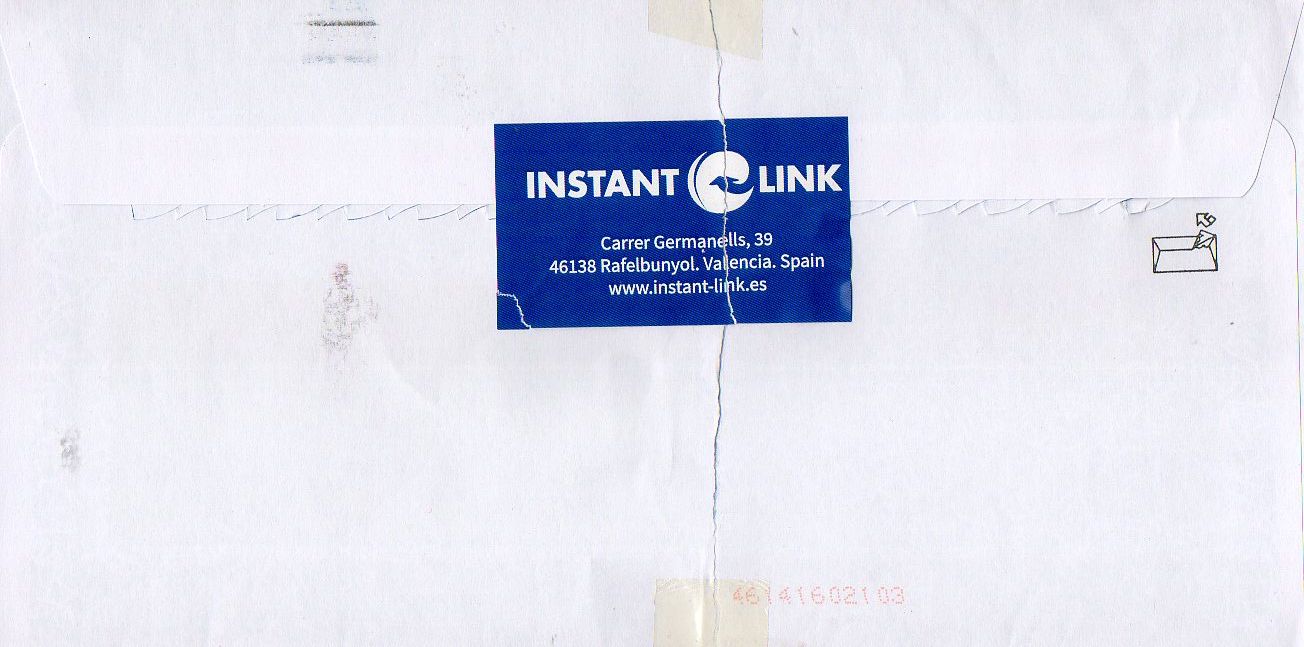 INSTANT LINK
Carrer Germanells, 39
46138 Rafelbunyol. Valencia. Spain
www.instant-link.es
46141602103